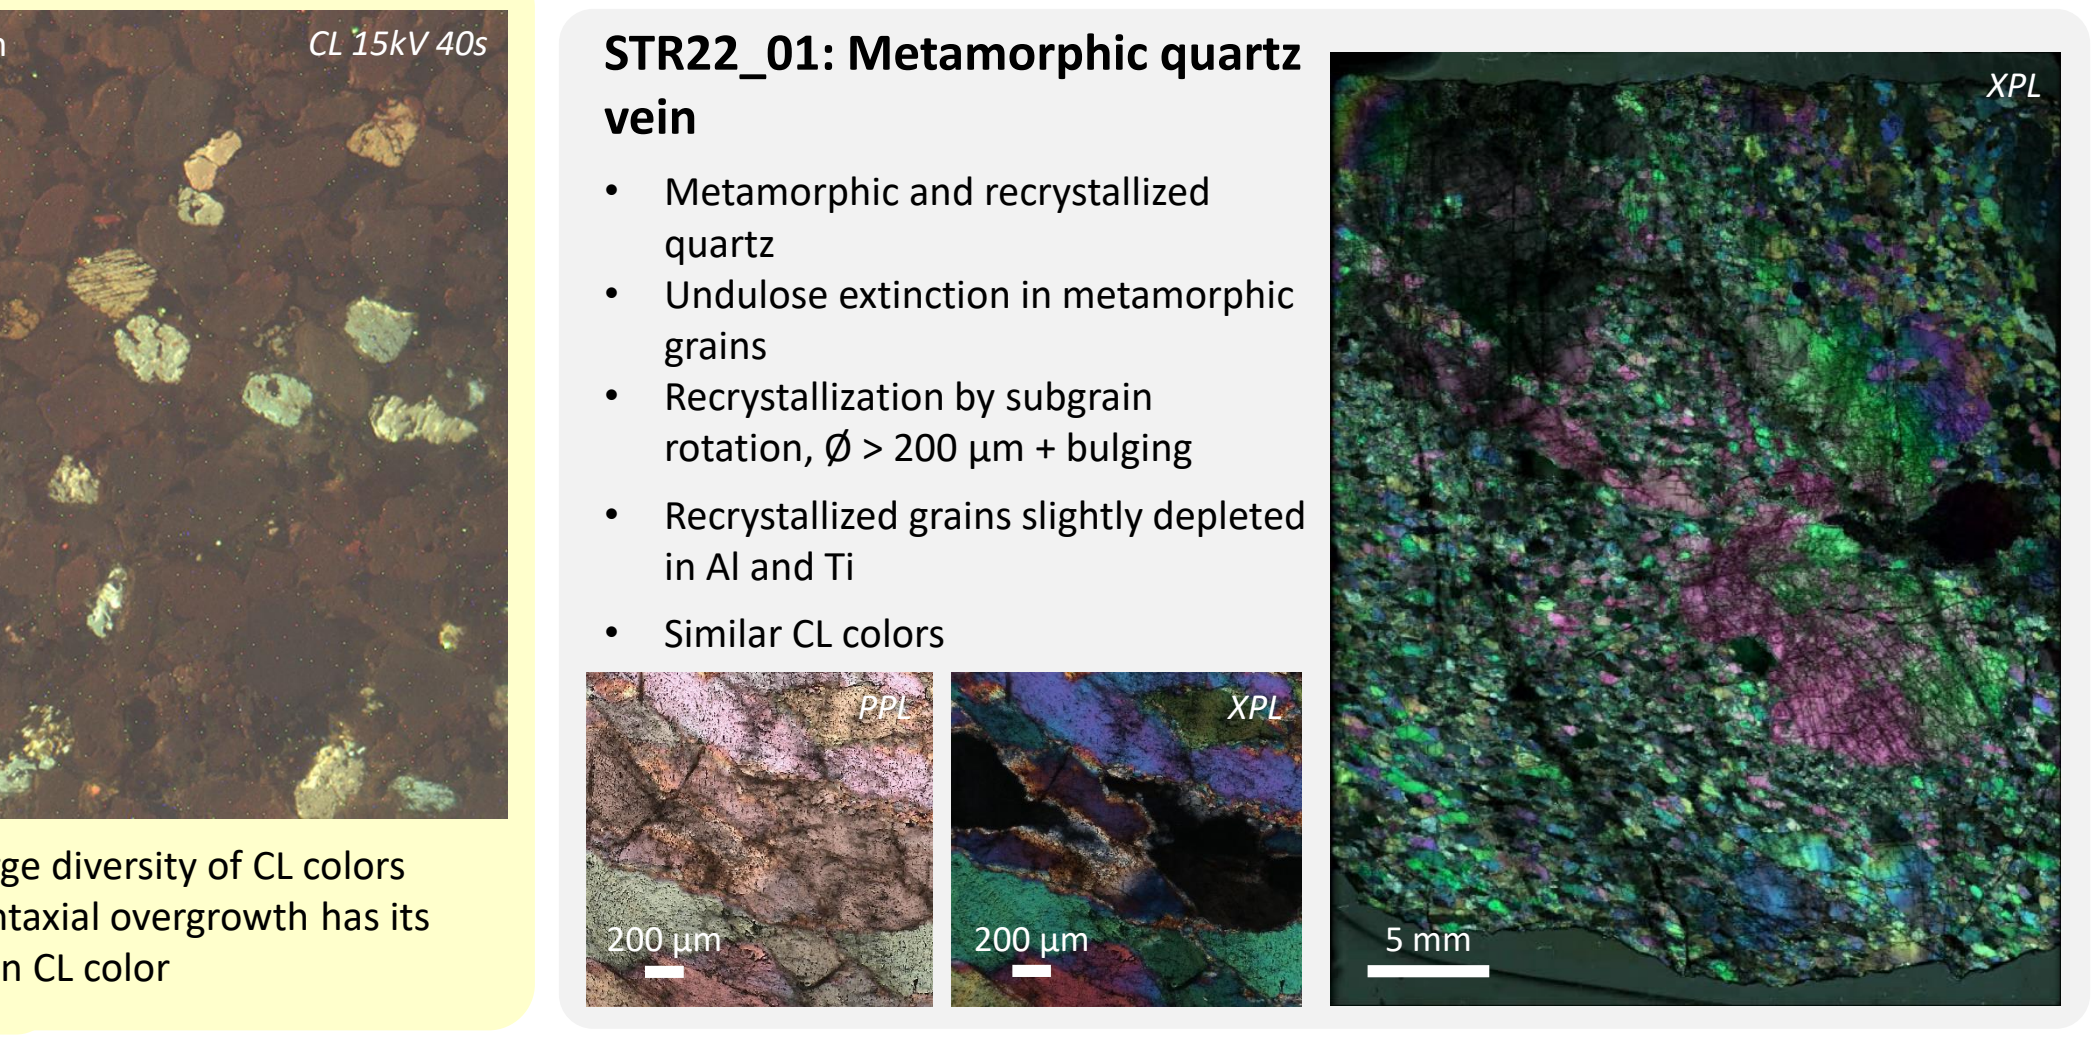 CL 15kV 40s
diversity of CL colors
overgrowth has its
CL color
STR22_01: Metamorphic quartz
vein
• Metamorphic and recrystallized
quartz
• Undulose extinction in metamorphic
grains
• Recrystallization by subgrain
rotation, Ø > 200 µm + bulging
• Recrystallized grains slightly depleted
in Al and Ti
• Similar CL colors
PPL
200 µm
XPL
200 µm
XPL
5 mm